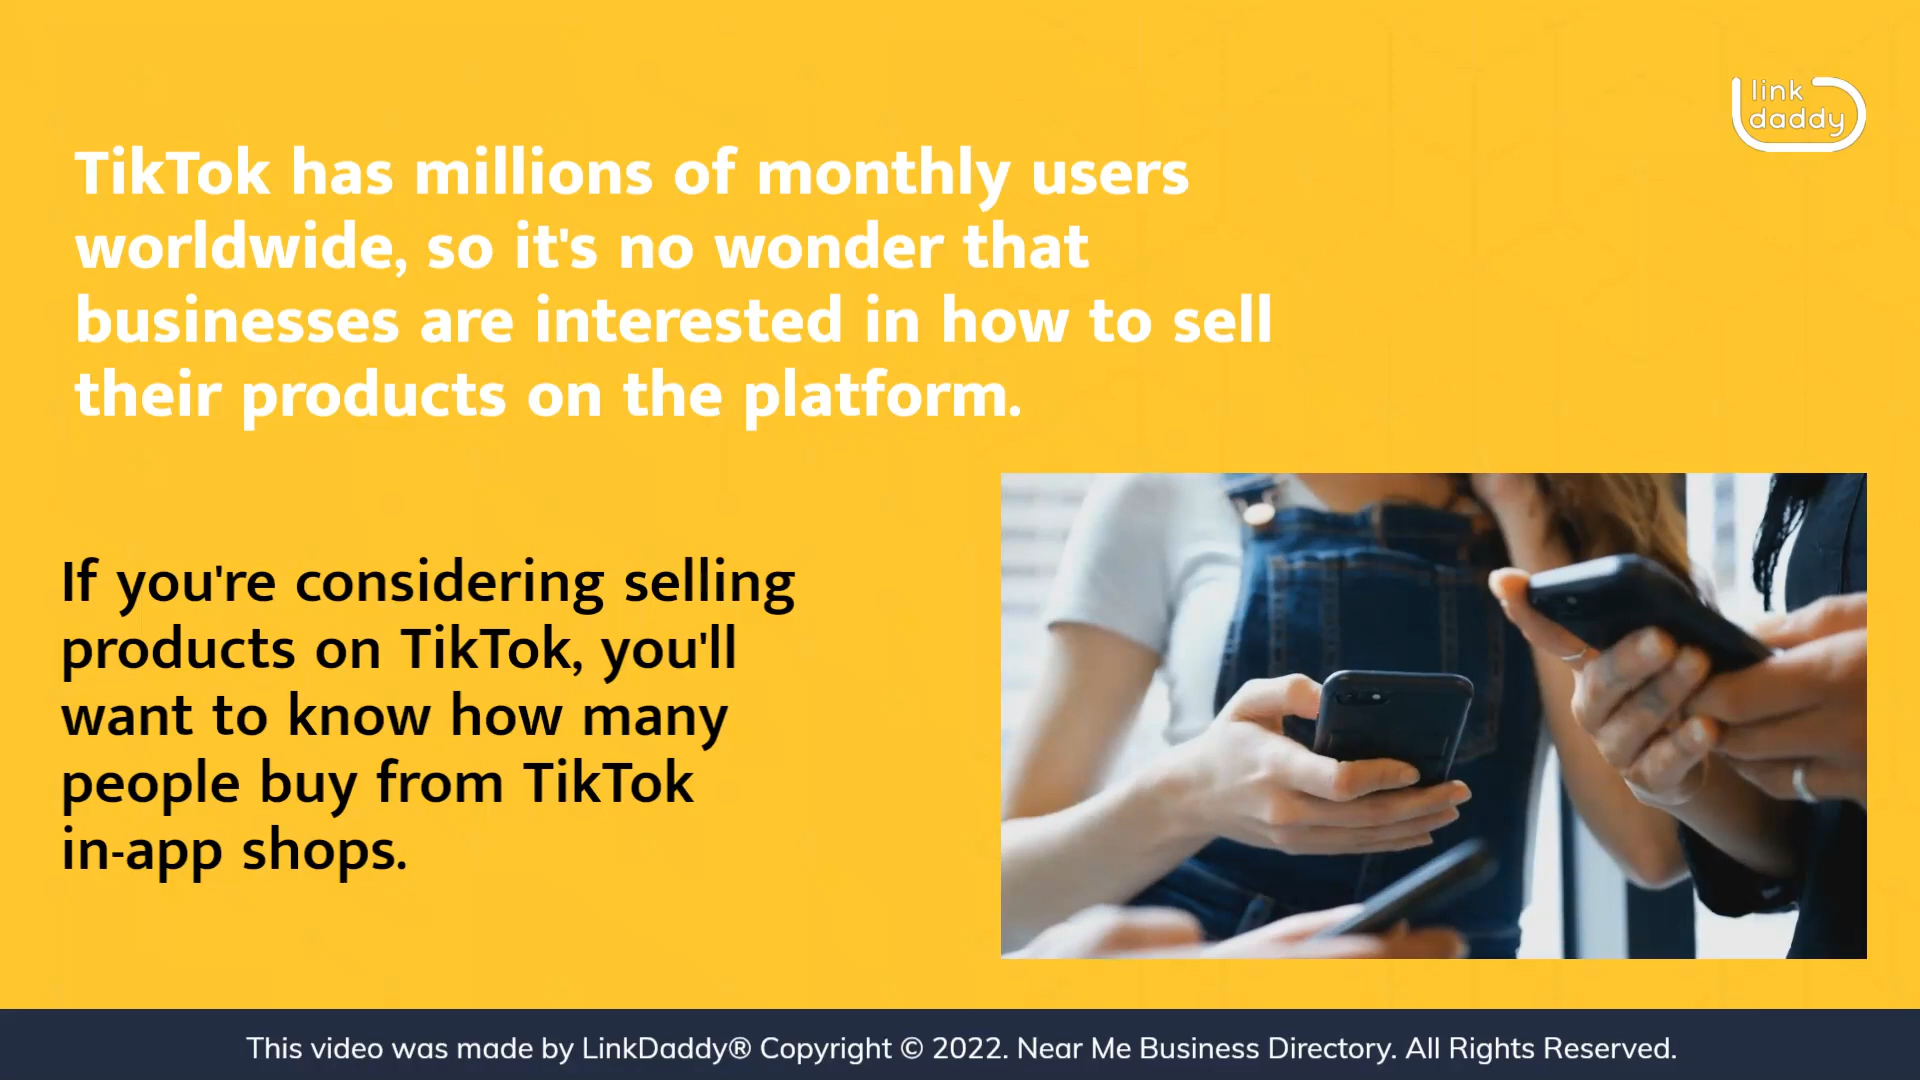 link
daddy
TikTok has millions of monthly users
worldwide, so it's no wonder that
businesses are interested in how to sell
their products on the platform.
If you're considering selling
products on TikTok, you'll
want to know how many
people buy from TikTok
in-app shops.
This video was made by LinkDaddy® Copyright © 2022. Near Me Business Directory. All Rights Reserved.